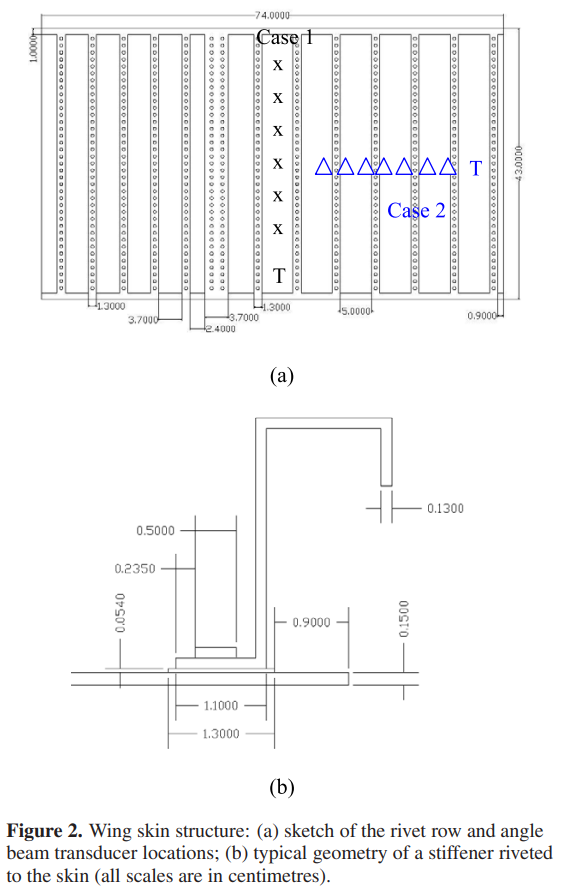 74.0000
Case 1
1.0000
x
x
x
x
x
x
T
T
Case 2
43.0000
1.3000
3.7000
2.4000
3.7000
1.3000
5.0000
0.9000
(a)
0.1300
0.5000
0.2350
0.0540
0.9000
0.1500
1.1000
1.3000
(b)
Figure 2. Wing skin structure: (a) sketch of the rivet row and angle
beam transducer locations; (b) typical geometry of a stiffener riveted
to the skin (all scales are in centimetres).